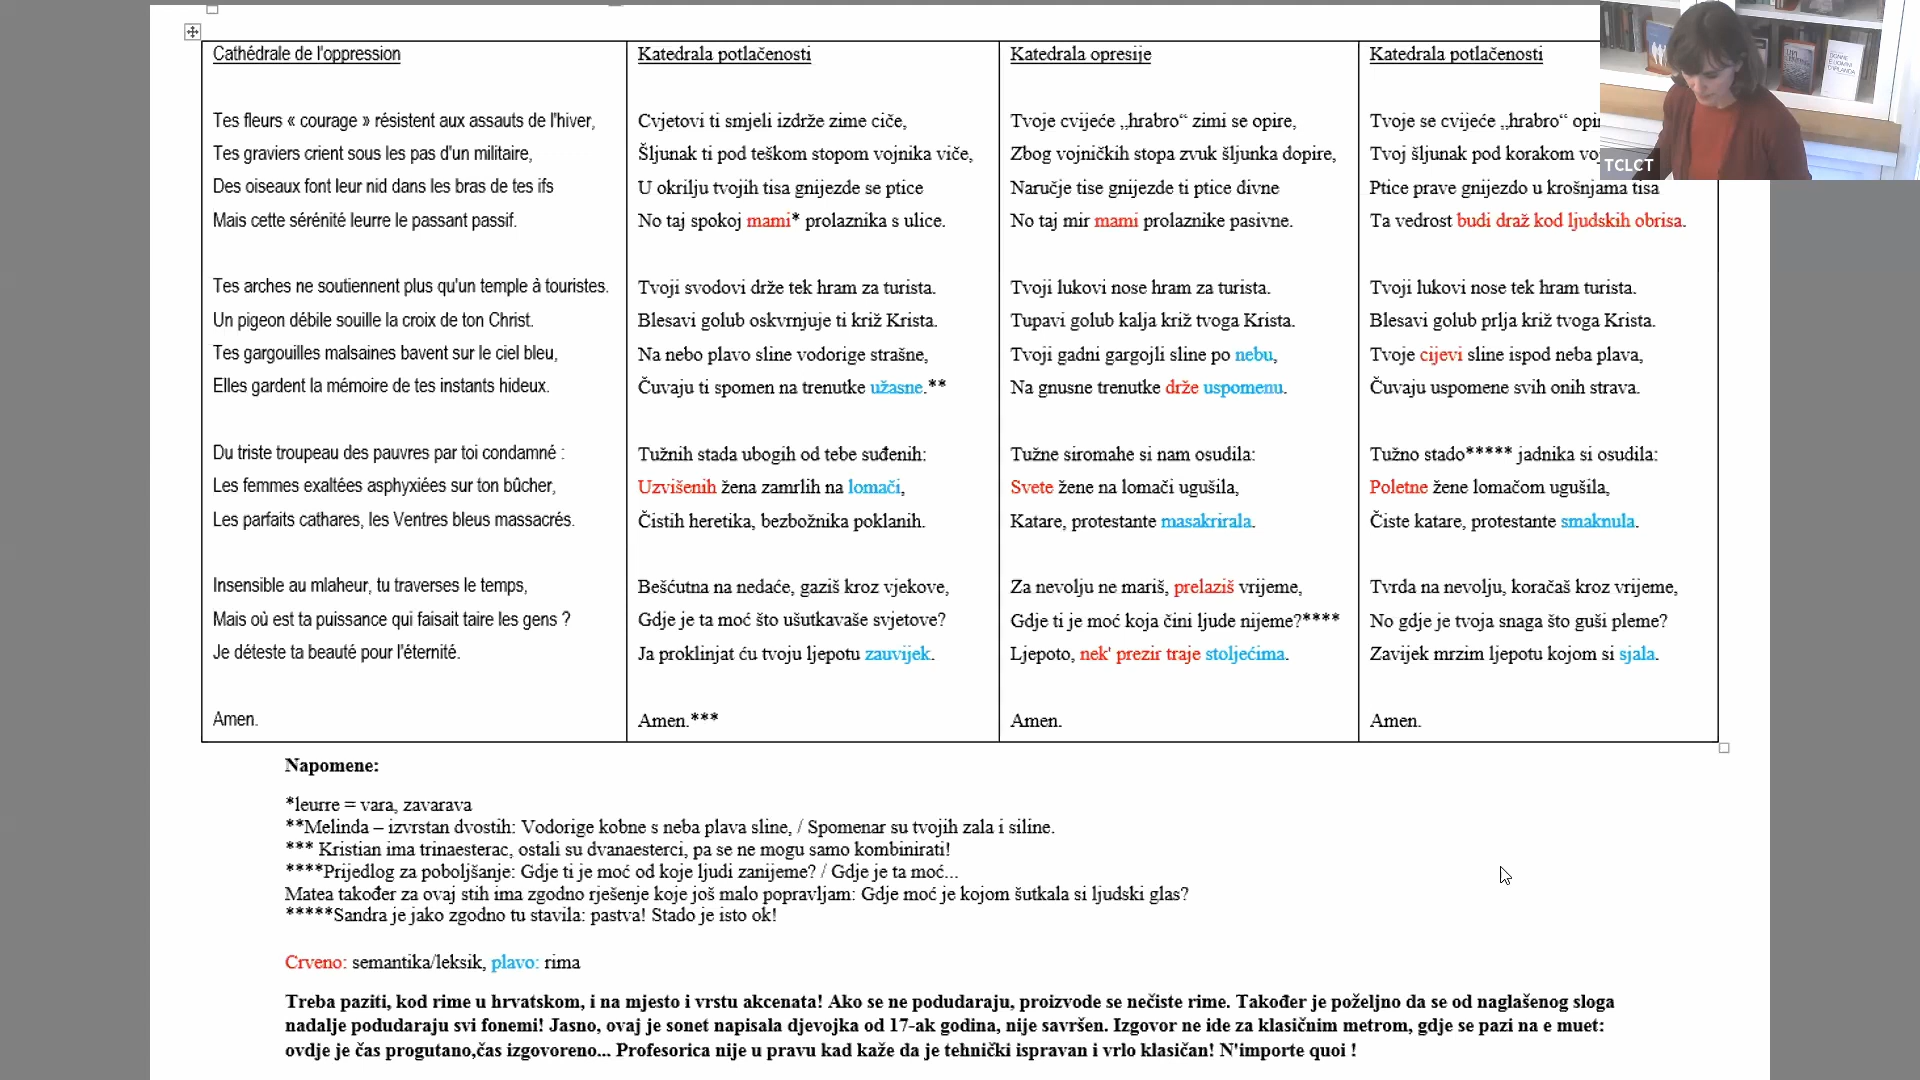 Cathédrale de l'oppression
Tes fleurs « courage » résistent aux assauts de l'hiver,
Tes graviers crient sous les pas d'un militaire,
Des oiseaux font leur nid dans les bras de tes ifs
Mais cette sérénité leurre le passant passif.
Tes arches ne soutiennent plus qu'un temple à touristes.
Un pigeon débile souille la croix de ton Christ.
Tes gargouilles malsaines bavent sur le ciel bleu,
Elles gardent la mémoire de tes instants hideux.
Du triste troupeau des pauvres par toi condamné :
Les femmes exaltées asphyxiées sur ton bûcher,
Les parfaits cathares, les Ventres bleus massacrés.
Insensible au mlaheur, tu traverses le temps,
Mais où est ta puissance qui faisait taire les gens ?
Je déteste ta beauté pour l'éternité.
Amen.
Katedrala potlačenosti
Cvjetovi ti smjeli izdrže zime ciče,
Šljunak ti pod teškom stopom vojnika viče,
U okrilju tvojih tisa gnijezde se ptice
No taj spokoj mami* prolaznika s ulice.
Tvoji svodovi drže tek hram za turista.
Blesavi golub oskvrnjuje ti križ Krista.
Na nebo plavo sline vodorige strašne,
Čuvaju ti spomen na trenutke užasne.**
Tužnih stada ubogih od tebe suđenih:
Uzvišenih žena zamrlih na lomači,
Čistih heretika, bezbožnika poklanih.
Bešćutna na nedaće, gaziš kroz vjekove,
Gdje je ta moć što ušutkavaše svjetove?
Ja proklinjat ću tvoju ljepotu zauvijek.
Amen.***
Katedrala opresije
Tvoje cvijeće „hrabro“ zimi se opire,
Zbog vojničkih stopa zvuk šljunka dopire,
Naručje tise gnijezde ti ptice divne
No taj mir mami prolaznike pasivne.
Tvoji lukovi nose hram za turista.
Tupavi golub kalja križ tvoga Krista.
Tvoji gadni gargojli sline po nebu,
Na gnusne trenutke drže uspomenu.
Tužne siromahe si nam osudila:
Svete žene na lomači ugušila,
Katare, protestante masakrirala.
Za nevolju ne mariš, prelaziš vrijeme,
Gdje ti je moć koja čini ljude nijeme?****
Ljepoto, nek' prezir traje stoljećima.
Amen.
Katedrala potlačenosti
Tvoje se cvijeće „hrabro“
Tvoj šljunak pod korakom
Ptice prave gnijezdo u krošnjama tisa
Ta vedrost budi draž kod ljudskih obrisa.
Tvoji lukovi nose tek hram turista.
Blesavi golub prlja križ tvoga Krista.
Tvoje cijevi sline ispod neba plava,
Čuvaju uspomene svih onih strava.
Tužno stado***** jadnika si osudila:
Poletne žene lomačom ugušila,
Čiste katare, protestante smaknula.
Tvrda na nevolju, koračaš kroz vrijeme,
No gdje je tvoja snaga što guši pleme?
Zavijek mrzim ljepotu kojom si sjala.
Amen.
TCLCT
Napomene:
*leurre = vara, zavarava
**Melinda – izvrstan dvostih: Vodorige kobne s neba plava sline, / Spomenar su tvojih zala i siline.
*** Kristian ima trinaesterac, ostali su dvanaesterci, pa se ne mogu samo kombinirati!
****Prijedlog za poboljšanje: Gdje ti je moć od koje ljudi zanijeme? / Gdje je ta moć...
Matea također za ovaj stih ima zgodno rješenje koje još malo popravljam: Gdje moć je kojom šutkala si ljudski glas?
*****Sandra je jako zgodno tu stavila: pastva! Stado je isto ok!
Crveno: semantika/leksik, plavo: rima
Treba paziti, kod rime u hrvatskom, i na mjesto i vrstu akcenata! Ako se ne podudaraju, proizvode se nečiste rime. Također je poželjno da se od naglašenog sloga
nadalje podudaraju svi fonemi! Jasno, ovaj je sonet napisala djevojka od 17-ak godina, nije savršen. Izgovor ne ide za klasičnim metrom, gdje se pazi na e muet:
ovdje je čas progutano,čas izgovoreno... Profesorica nije u pravu kad kaže da je tehnički ispravan i vrlo klasičan! N'importe quoi !